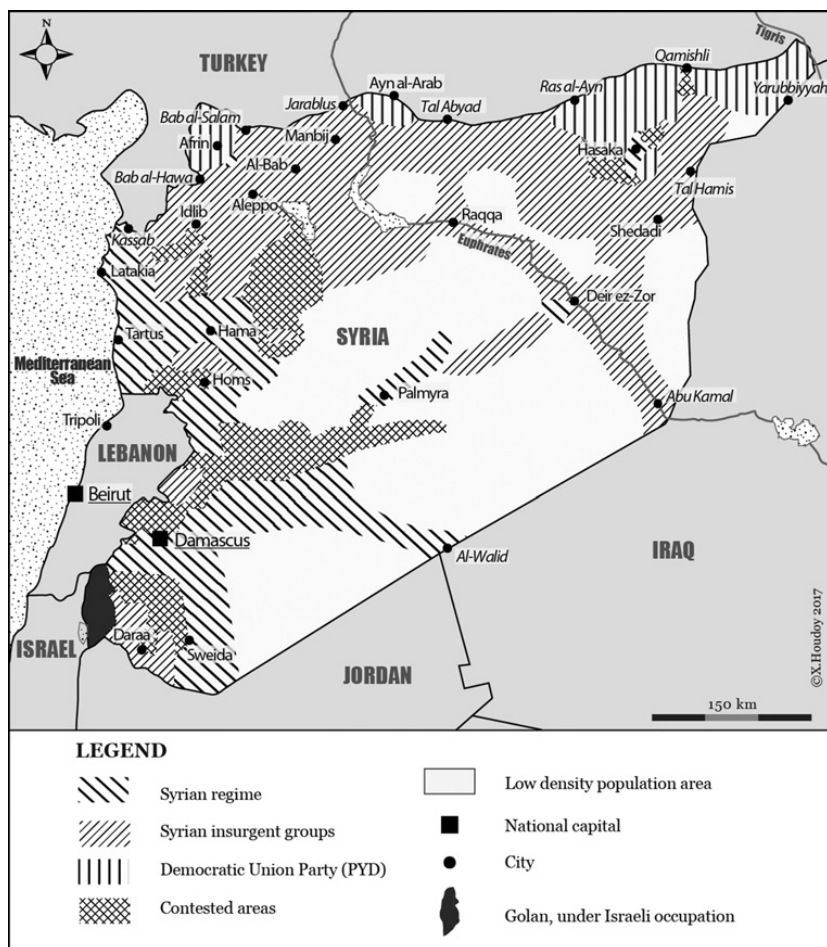 N
TURKEY
Tigris
Qamishli
Ayn al-Arab
Jarablus
Tal Abyad
Ras al-Ayn
Yarubbiyyah
Bab al-Salam
Manbij
Afrin
Hasaka
Al-Bab
Bab al-Hawa
Tal Hamis
Aleppo
Idlib
Raqqa
Shedadi
Kassab
Euphrates
Latakia
Deir ez-Zor
Tartus
Hama
SYRIA
Mediterranean
Sea
Homs
Palmyra
Abu Kamal
Tripoli
LEBANON
Beirut
Damascus
Al-Walid
IRAQ
ISRAEL
Daraa
Sweida
JORDAN
©X.Houdoy 2017
150 km
LEGEND
Syrian regime
Syrian insurgent groups
Democratic Union Party (PYD)
Contested areas
Low density population area
National capital
City
Golan, under Israeli occupation